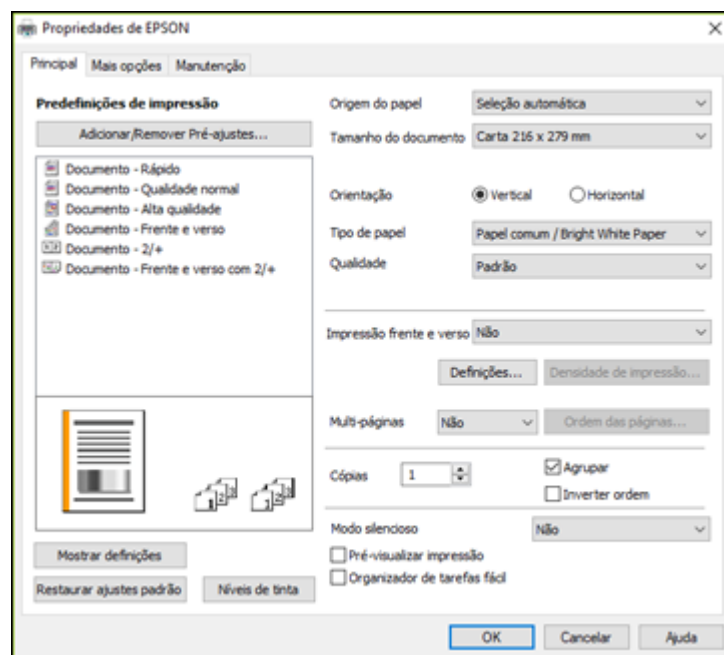 Propriedades de EPSON
Principal Mais opções Manutenção
Predefinições de impressão
Adicionar/Remover Pré-ajustes...
Documento - Rápido
Documento - Qualidade normal
Documento - Alta qualidade
Documento - Frente e verso
Documento - 2/+
Documento - Frente e verso com 2/+
Mostrar definições
Restaurar ajustes padrão Níveis de tinta
Origem do papel Seleção automática
Tamanho do documento Carta 216 x 279 mm
Orientação Vertical Horizontal
Tipo de papel Papel comum / Bright White Paper
Qualidade Padrão
Impressão frente e verso Não
Definições... Densidade de impressão...
Multi-páginas Não Ordem das páginas...
Cópias 1 Agrupar
Inverter ordem
Modo silencioso Não
Pré-visualizar impressão
Organizador de tarefas fácil
OK Cancelar Ajuda